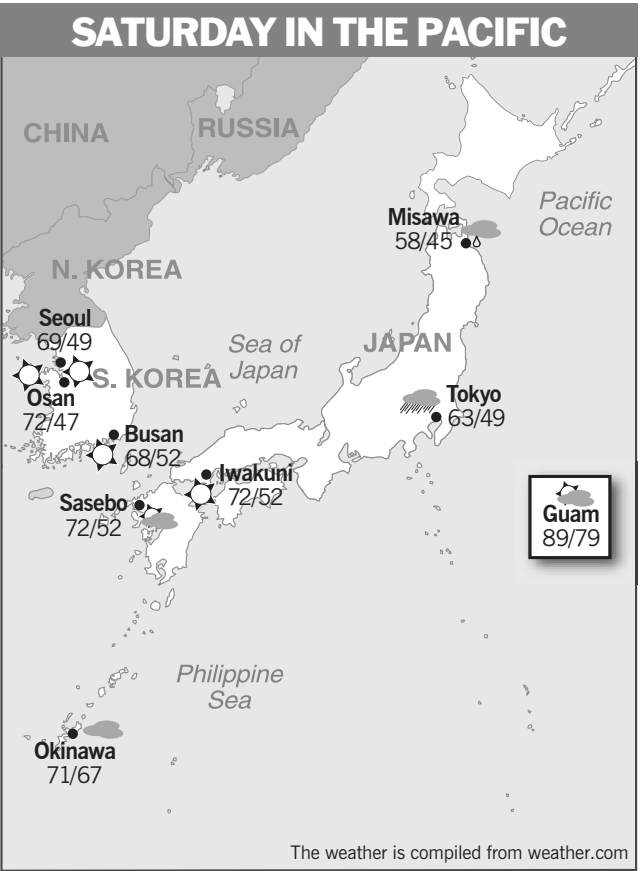 SATURDAY IN THE PACIFIC
CHINA
RUSSIA
Pacific
Ocean
Misawa
58/45
N. KOREA
Seoul
69/49
Sea of
Japan
JAPAN
S. KOREA
Osan
72/47
Tokyo
63/49
Busan
68/52
Iwakuni
72/52
Sasebo
72/52
Guam
89/79
Philippine
Sea
Okinawa
71/67
The weather is compiled from weather.com